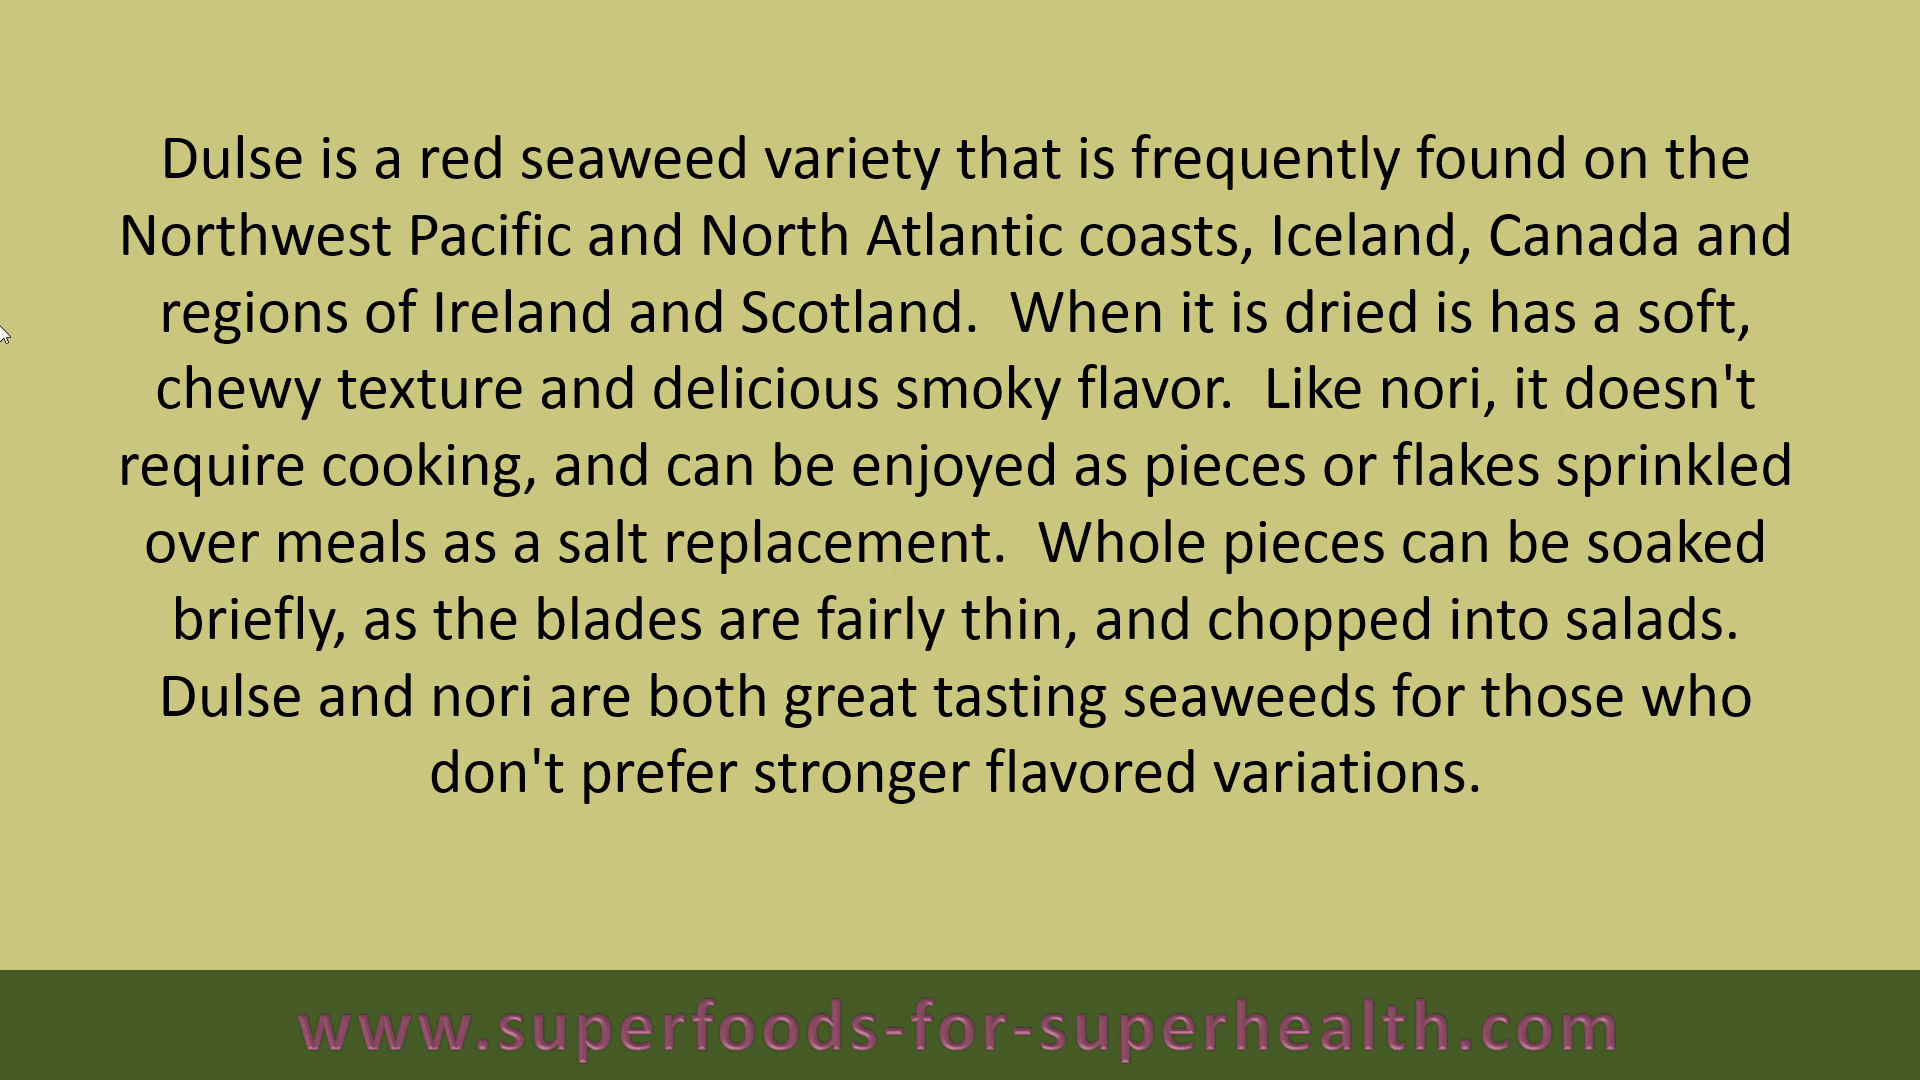 Dulse is a red seaweed variety that is frequently found on the
Northwest Pacific and North Atlantic coasts, Iceland, Canada and
regions of Ireland and Scotland.  When it is dried is has a soft,
chewy texture and delicious smoky flavor.  Like nori, it doesn't
require cooking, and can be enjoyed as pieces or flakes sprinkled
over meals as a salt replacement.  Whole pieces can be soaked
briefly, as the blades are fairly thin, and chopped into salads.
Dulse and nori are both great tasting seaweeds for those who
don't prefer stronger flavored variations.
www.superfoods-for-superhealth.com